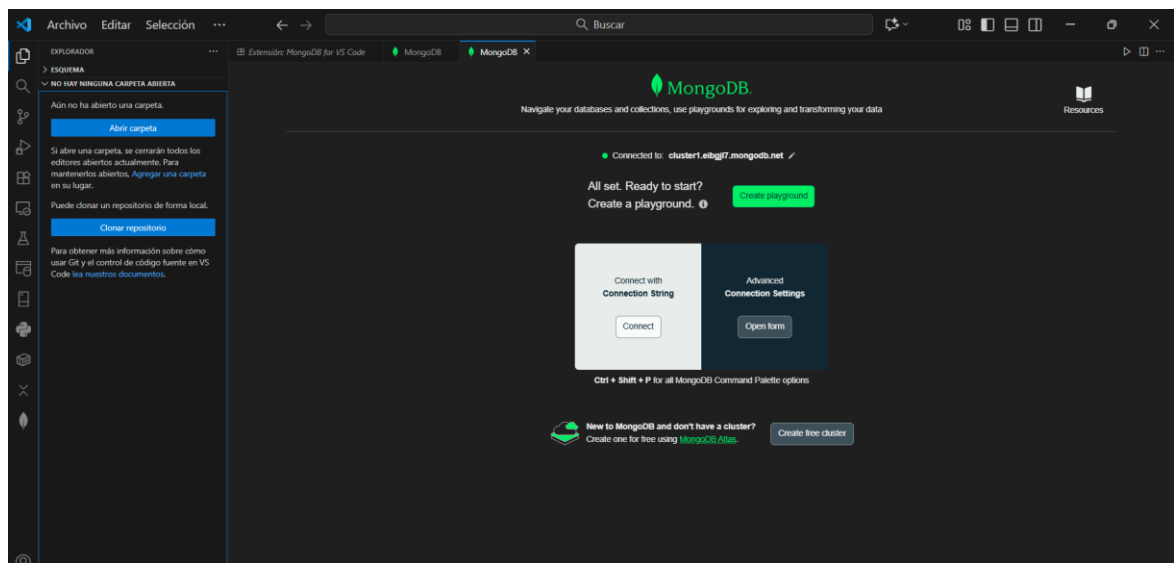 Archivo Editar Selección ···
Buscar
EXPLORADOR ···
ESQUEMA
NO HAY NINGUNA CARPETA ABIERTA
Aún no ha abierto una carpeta.
Abrir carpeta
Si abre una carpeta, se cerrarán todos los
editores abiertos actualmente. Para
mantenerlos abiertos, Agregar una carpeta
en su lugar.
Puede clonar un repositorio de forma local.
Clonar repositorio
Para obtener más información sobre cómo
usar Git y el control de código fuente en VS
Code lea nuestros documentos.
Extensión: MongoDB for VS Code
MongoDB
MongoDB
MongoDB.
Navigate your databases and collections, use playgrounds for exploring and transforming your data
Resources
Connected to: cluster1.eibgjl7.mongodb.net
All set. Ready to start?
Create a playground.
Create playground
Connect with
Connection String
Connect
Advanced
Connection Settings
Open form
Ctrl + Shift + P for all MongoDB Command Palette options
New to MongoDB and don't have a cluster?
Create one for free using MongoDB Atlas.
Create free cluster